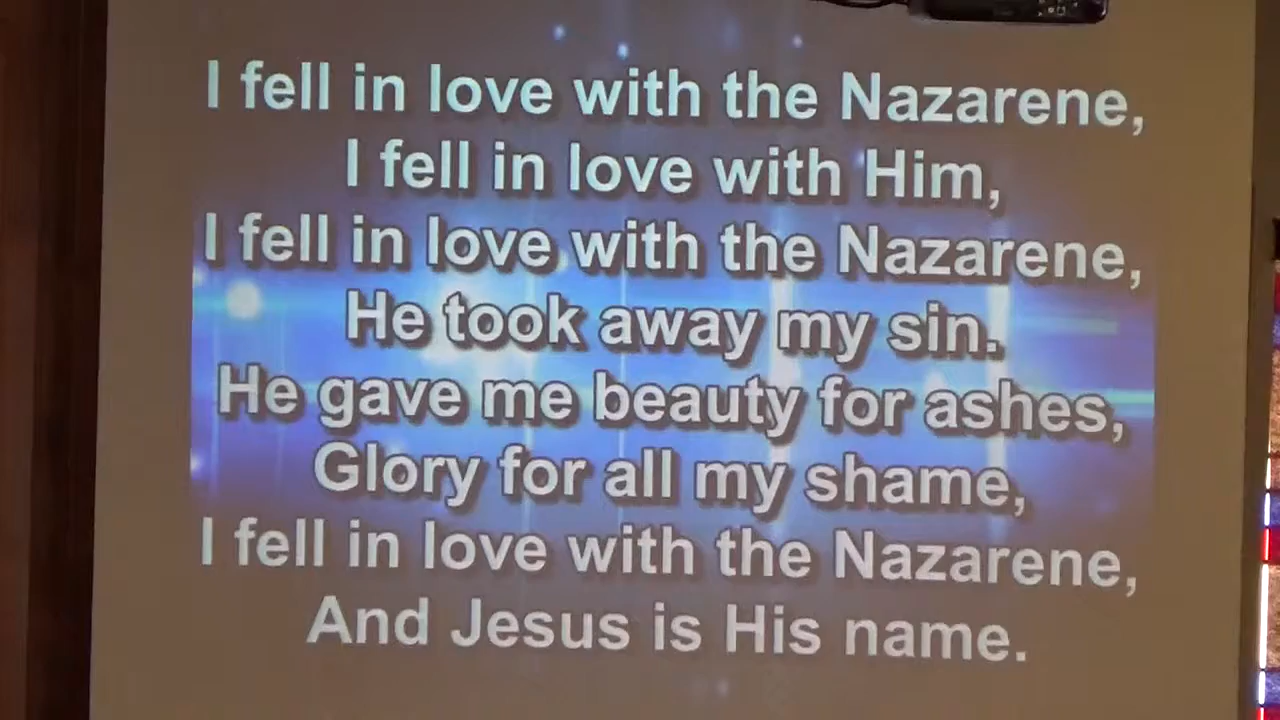 I fell in love with the Nazarene,
I fell in love with Him,
I fell in love with the Nazarene,
He took away my sin.
He gave me beauty for ashes,
Glory for all my shame,
I fell in love with the Nazarene,
And Jesus is His name.